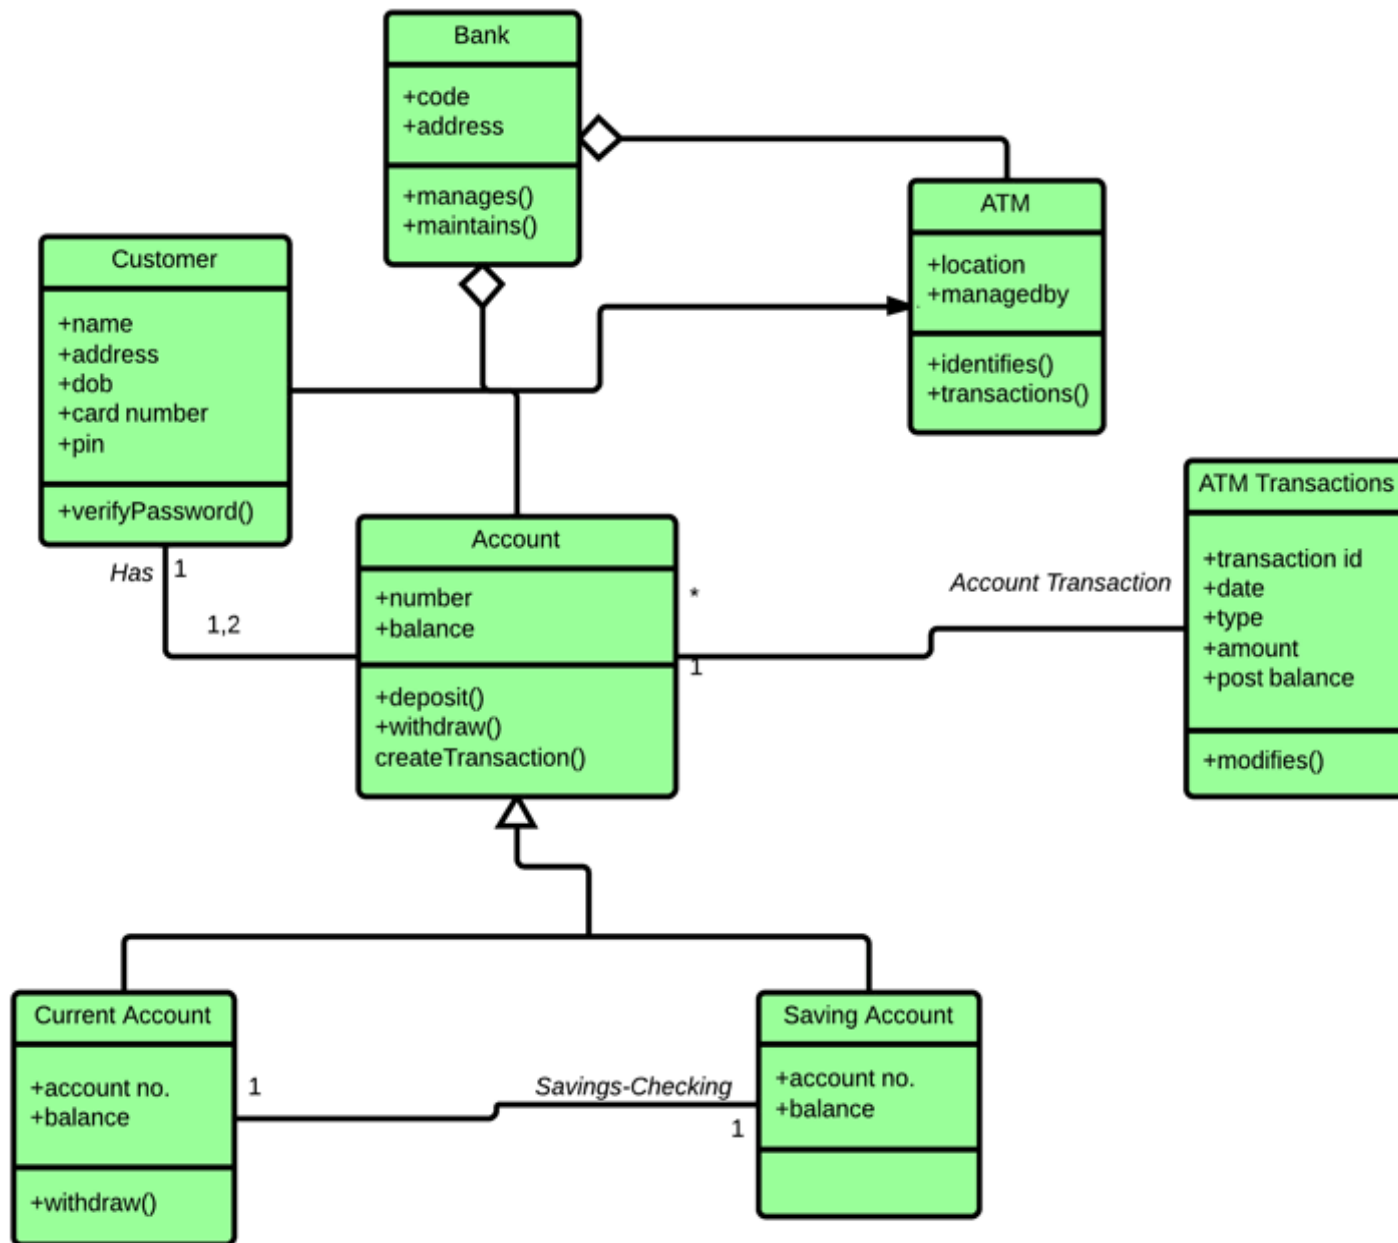 Bank
+code
+address
+manages()
+maintains()
ATM
+location
+managedby
+identifies()
+transactions()
Customer
+name
+address
+dob
+card number
+pin
+verifyPassword()
Has
1
1,2
Account
+number
+balance
+deposit()
+withdraw()
createTransaction()
*
1
Account Transaction
ATM Transactions
+transaction id
+date
+type
+amount
+post balance
+modifies()
Current Account
+account no.
+balance
+withdraw()
1
Savings-Checking
1
Saving Account
+account no.
+balance